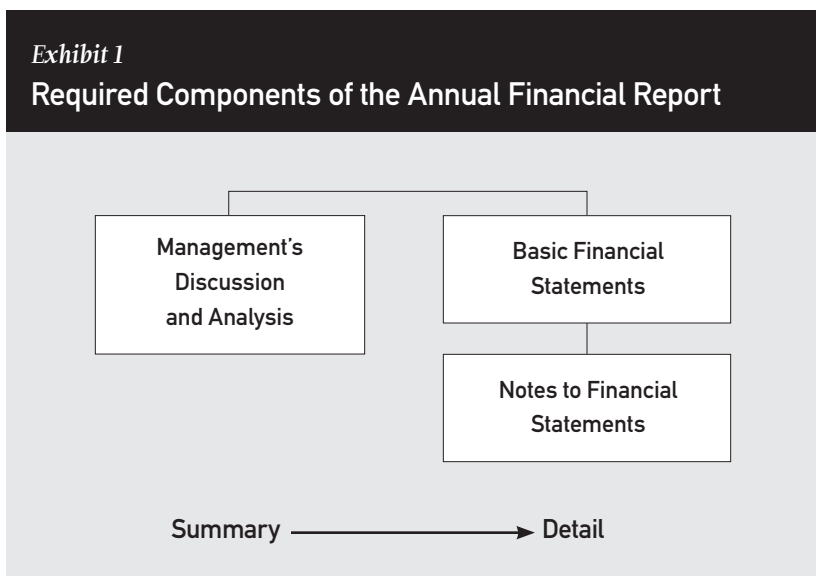 Exhibit 1
Required Components of the Annual Financial Report
Management’s
Discussion
and Analysis
Basic Financial
Statements
Notes to Financial
Statements
Summary
Detail